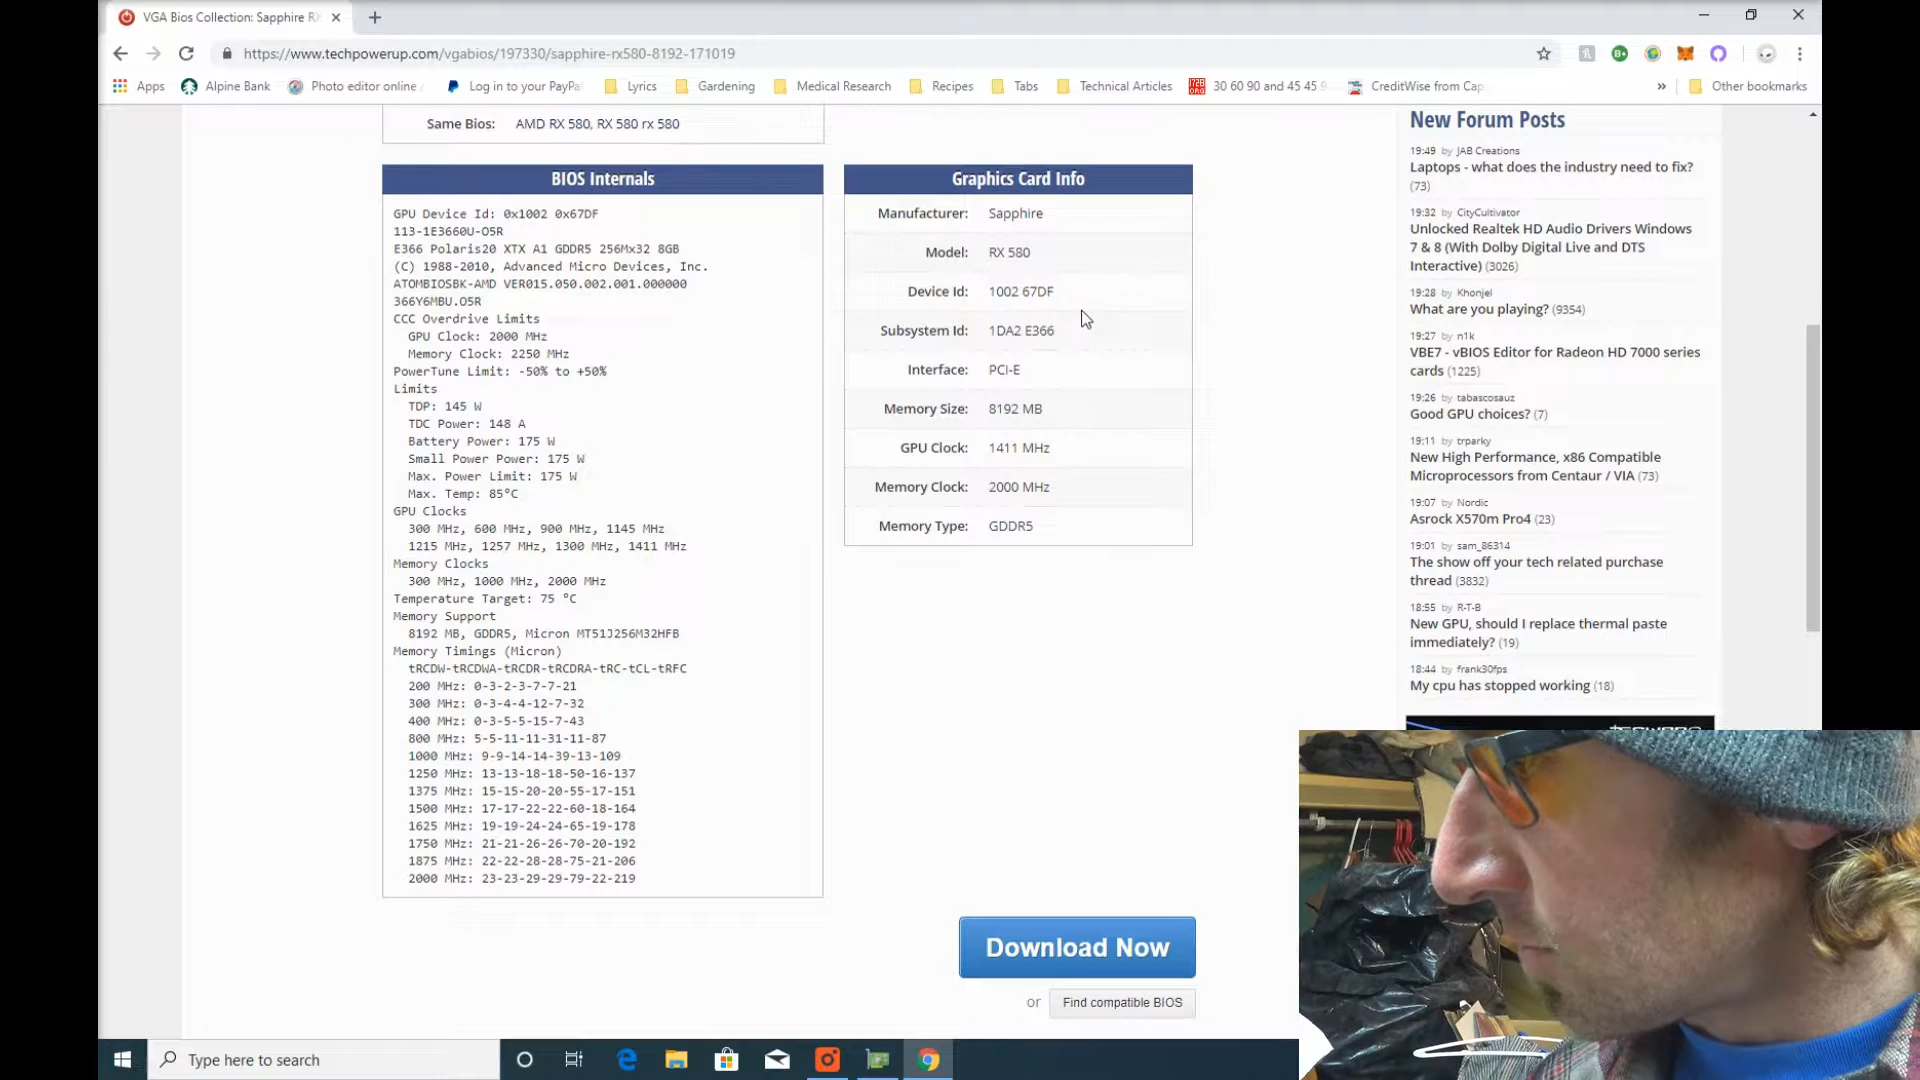 VGA Bios Collection: Sapphire RX
https://www.techpowerup.com/vgabios/197330/sapphire-rx580-8192-171019
Apps
Alpine Bank
Photo editor online
Log in to your PayPa
Lyrics
Gardening
Medical Research
Recipes
Tabs
Technical Articles
30 60 90 and 45 45 9
CreditWise from Cap
»
Other bookmarks
Same Bios: AMD RX 580, RX 580 rx 580
BIOS Internals
GPU Device Id: 0x1002 0x67DF
113-1E3660U-O5R
E366 Polaris20 XTX A1 GDDR5 256Mx32 8GB
(C) 1988-2010, Advanced Micro Devices, Inc.
ATOMBIOSBK-AMD VER015.050.002.001.000000
366Y6MBU.O5R
CCC Overdrive Limits
GPU Clock: 2000 MHz
Memory Clock: 2250 MHz
PowerTune Limit: -50% to +50%
Limits
TDP: 145 W
TDC Power: 148 A
Battery Power: 175 W
Small Power Power: 175 W
Max. Power Limit: 175 W
Max. Temp: 85°C
GPU Clocks
300 MHz, 600 MHz, 900 MHz, 1145 MHz
1215 MHz, 1257 MHz, 1300 MHz, 1411 MHz
Memory Clocks
300 MHz, 1000 MHz, 2000 MHz
Temperature Target: 75 °C
Memory Support
8192 MB, GDDR5, Micron MT51J256M32HFB
Memory Timings (Micron)
tRCDW-tRCDWA-tRCDR-tRCDRA-tRC-tCL-tRFC
200 MHz: 0-3-2-3-7-7-21
300 MHz: 0-3-4-4-12-7-32
400 MHz: 0-3-5-5-15-7-43
800 MHz: 5-5-11-11-31-11-87
1000 MHz: 9-9-14-14-39-13-109
1250 MHz: 13-13-18-18-50-16-137
1375 MHz: 15-15-20-20-55-17-151
1500 MHz: 17-17-22-22-60-18-164
1625 MHz: 19-19-24-24-65-19-178
1750 MHz: 21-21-26-26-70-20-192
1875 MHz: 22-22-28-28-75-21-206
2000 MHz: 23-23-29-29-79-22-219
Graphics Card Info
Manufacturer: Sapphire
Model: RX 580
Device Id: 1002 67DF
Subsystem Id: 1DA2 E366
Interface: PCI-E
Memory Size: 8192 MB
GPU Clock: 1411 MHz
Memory Clock: 2000 MHz
Memory Type: GDDR5
Download Now
or Find compatible BIOS
New Forum Posts
19:49 by JAB Creations
Laptops - what does the industry need to fix?
(73)
19:32 by CityCultivator
Unlocked Realtek HD Audio Drivers Windows
7 & 8 (With Dolby Digital Live and DTS
Interactive) (3026)
19:28 by Khonjel
What are you playing? (9354)
19:27 by n1k
VBE7 - vBIOS Editor for Radeon HD 7000 series
cards (1225)
19:26 by tabascosauz
Good GPU choices? (7)
19:11 by trparky
New High Performance, x86 Compatible
Microprocessors from Centaur / VIA (73)
19:07 by Nordic
Asrock X570m Pro4 (23)
19:01 by sam_86314
The show off your tech related purchase
thread (3832)
18:55 by R-T-B
New GPU, should I replace thermal paste
immediately? (19)
18:44 by frank30fps
My cpu has stopped working (18)
Type here to search